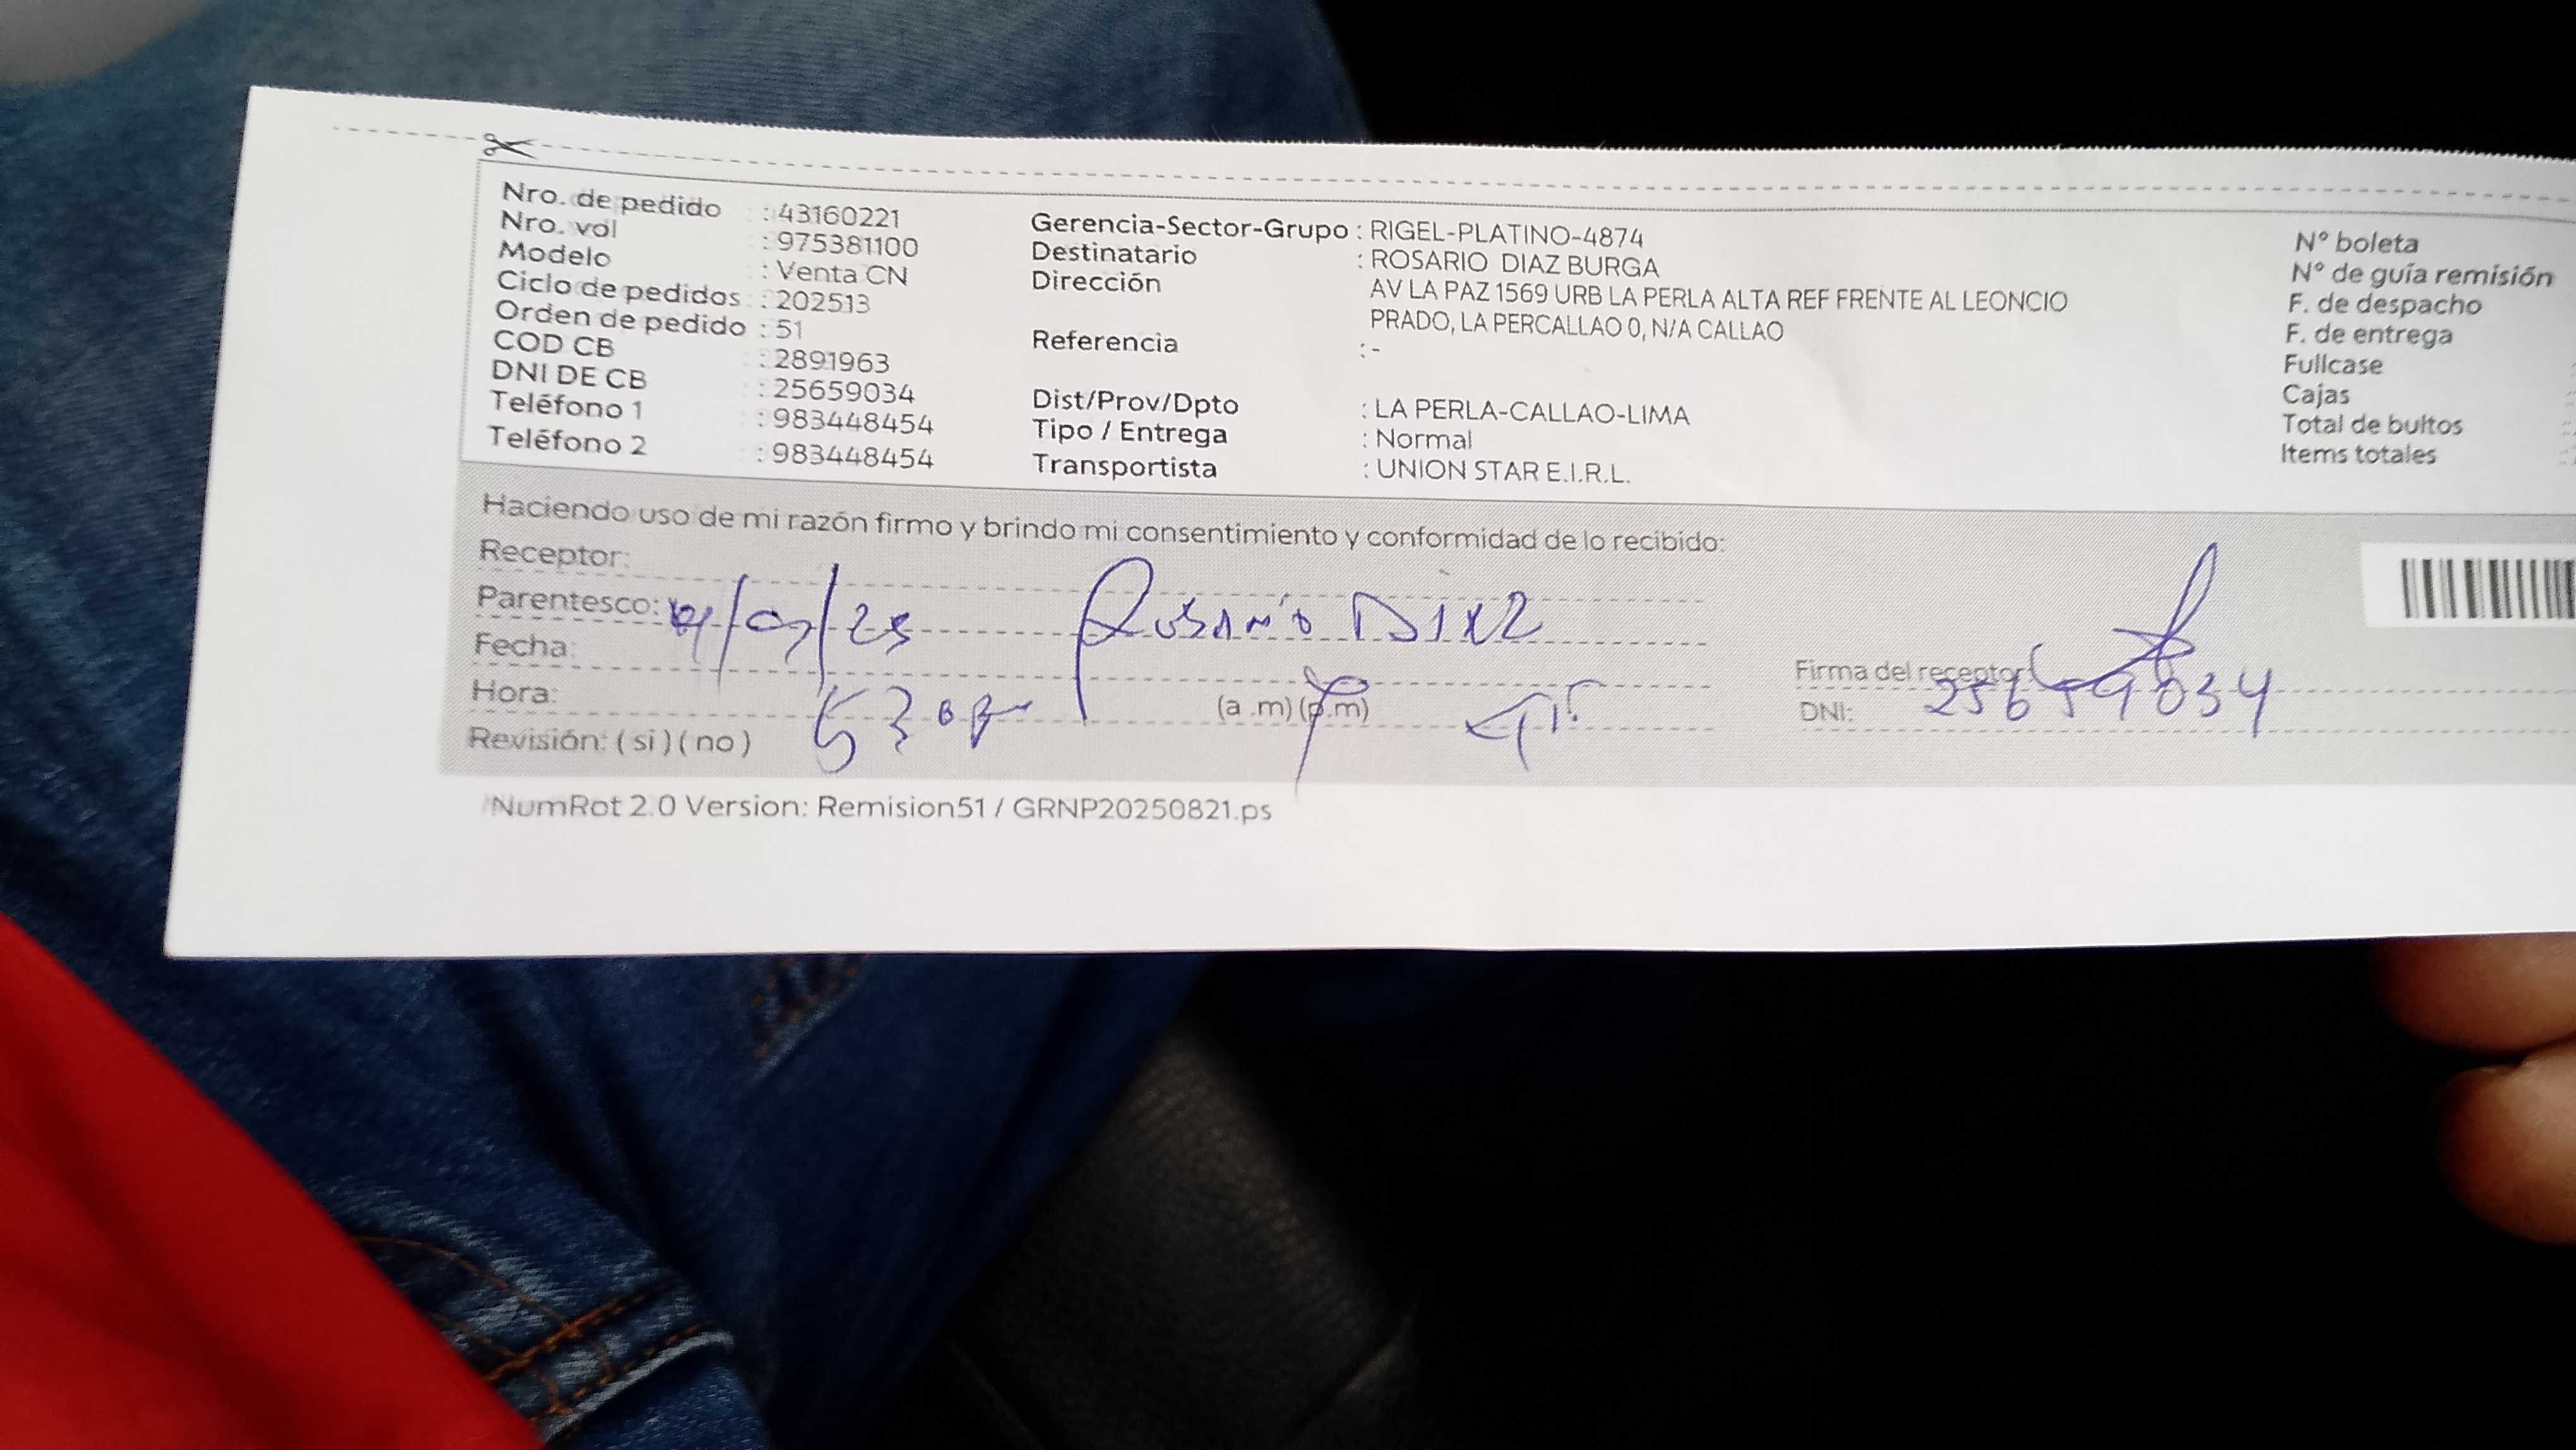 Nro. de pedido : 43160221
Nro. vol : 975381100
Modelo : Venta CN
Ciclo de pedidos : 202513
Orden de pedido : 51
COD CB : 2891963
DNI DE CB : 25659034
Teléfono 1 : 983448454
Teléfono 2 : 983448454
Gerencia-Sector-Grupo : RIGEL-PLATINO-4874
Destinatario : ROSARIO DIAZ BURGA
Dirección AV LA PAZ 1569 URB LA PERLA ALTA REF FRENTE AL LEONCIO
PRADO, LA PERCALLAO 0, N/A CALLAO
Referencia : -
Dist/Prov/Dpto : LA PERLA-CALLAO-LIMA
Tipo / Entrega : Normal
Transportista : UNION STAR E.I.R.L.
N° boleta
N° de guía remisión
F. de despacho
F. de entrega
Fullcase
Cajas
Total de bultos
Items totales
Haciendo uso de mi razón firmo y brindo mi consentimiento y conformidad de lo recibido:
Receptor:
Parentesco: Rosario DIAZ
Fecha:
Hora: (a .m) (p.m)
Revisión: ( si ) ( no )
Firma del receptor
DNI: 25659034
NumRot 2.0 Version: Remision51 / GRNP20250821.ps